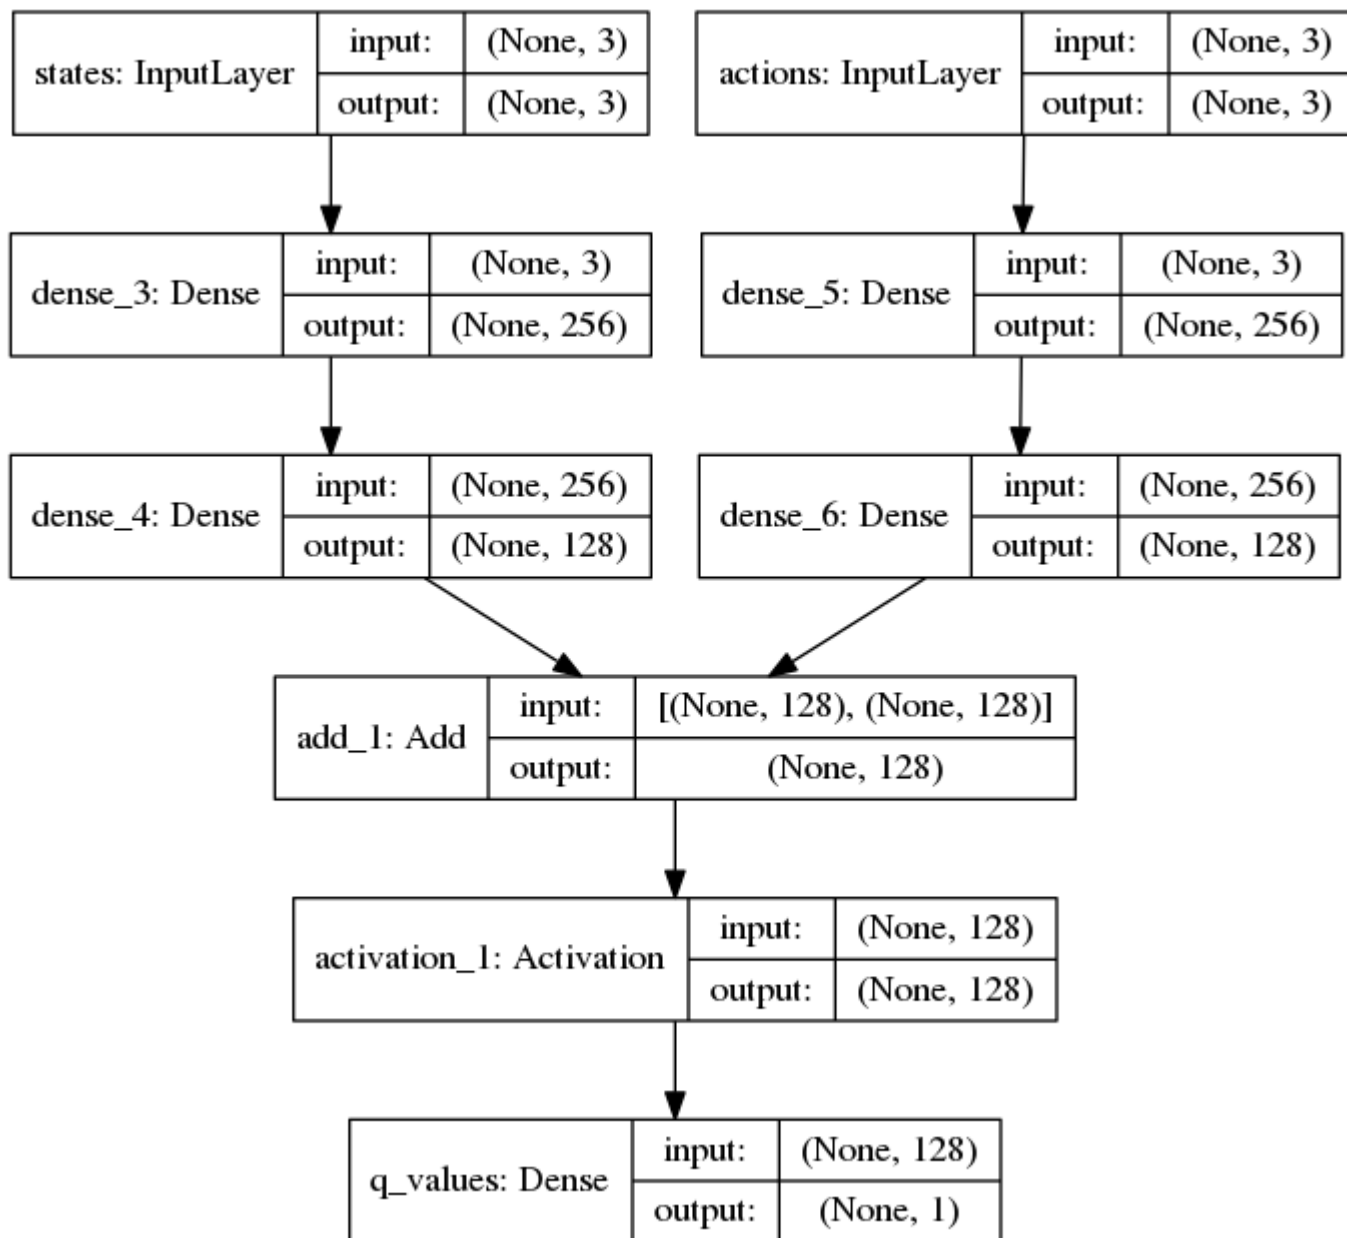 states: InputLayer
input: (None, 3)
output: (None, 3)
actions: InputLayer
input: (None, 3)
output: (None, 3)
dense_3: Dense
input: (None, 3)
output: (None, 256)
dense_5: Dense
input: (None, 3)
output: (None, 256)
dense_4: Dense
input: (None, 256)
output: (None, 128)
dense_6: Dense
input: (None, 256)
output: (None, 128)
add_1: Add
input: [(None, 128), (None, 128)]
output: (None, 128)
activation_1: Activation
input: (None, 128)
output: (None, 128)
q_values: Dense
input: (None, 128)
output: (None, 1)